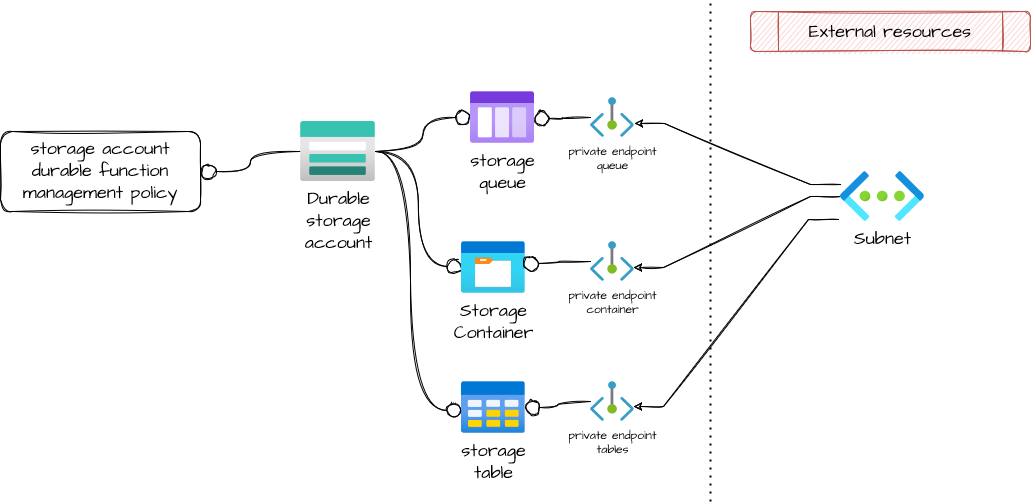 External resources
storage account
durable function
management policy
Durable
storage
account
storage
queue
private endpoint
queue
Subnet
Storage
Container
private endpoint
container
storage
table
private endpoint
tables